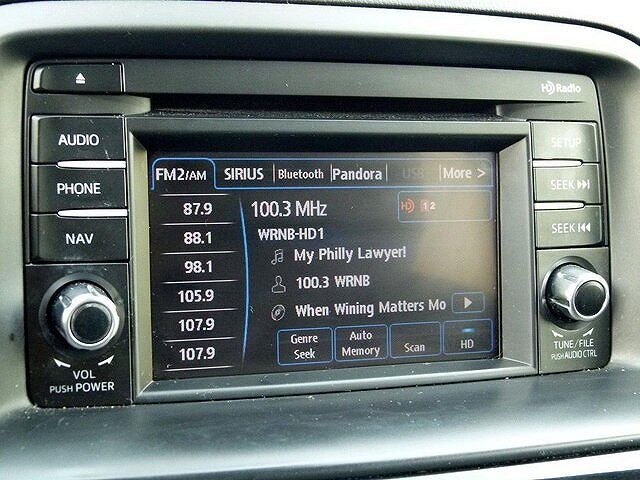 HD Radio
AUDIO
PHONE
NAV
VOL
PUSH POWER
FM2/AM SIRIUS Bluetooth Pandora USB More >
87.9
88.1
98.1
105.9
107.9
107.9
100.3 MHz
HD 1 2
WRNB-HD1
My Philly Lawyer!
100.3 WRNB
When Wining Matters Mo
Genre Seek
Auto Memory
Scan
HD
SETUP
SEEK
SEEK
TUNE/FILE
PUSH AUDIO CTRL